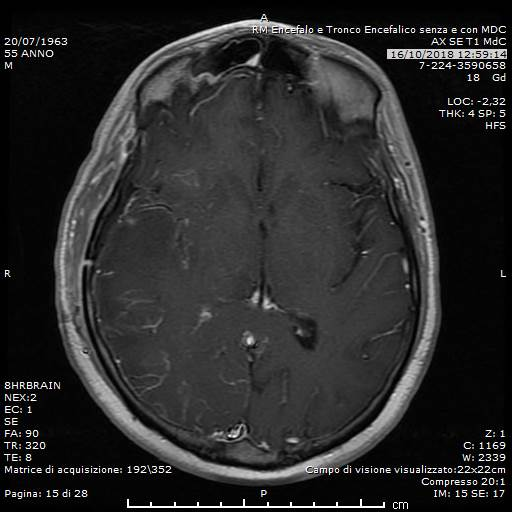 A
20/07/1963
55 ANNO
M
RM Encefalo e Tronco Encefalico senza e con MDC
AX SE T1 MdC
16/10/2018 12:59:14
7-224-3590658
18 Gd
LOC: -2,32
THK: 4 SP: 5
HFS
R
L
8HRBRAIN
NEX:2
EC: 1
SE
FA: 90
TR: 320
TE: 8
Matrice di acquisizione: 192\352
Pagina: 15 di 28
Z: 1
C: 1169
W: 2339
Campo di visione visualizzato:22x22cm
Compresso 20:1
IM: 15 SE: 17
P
cm